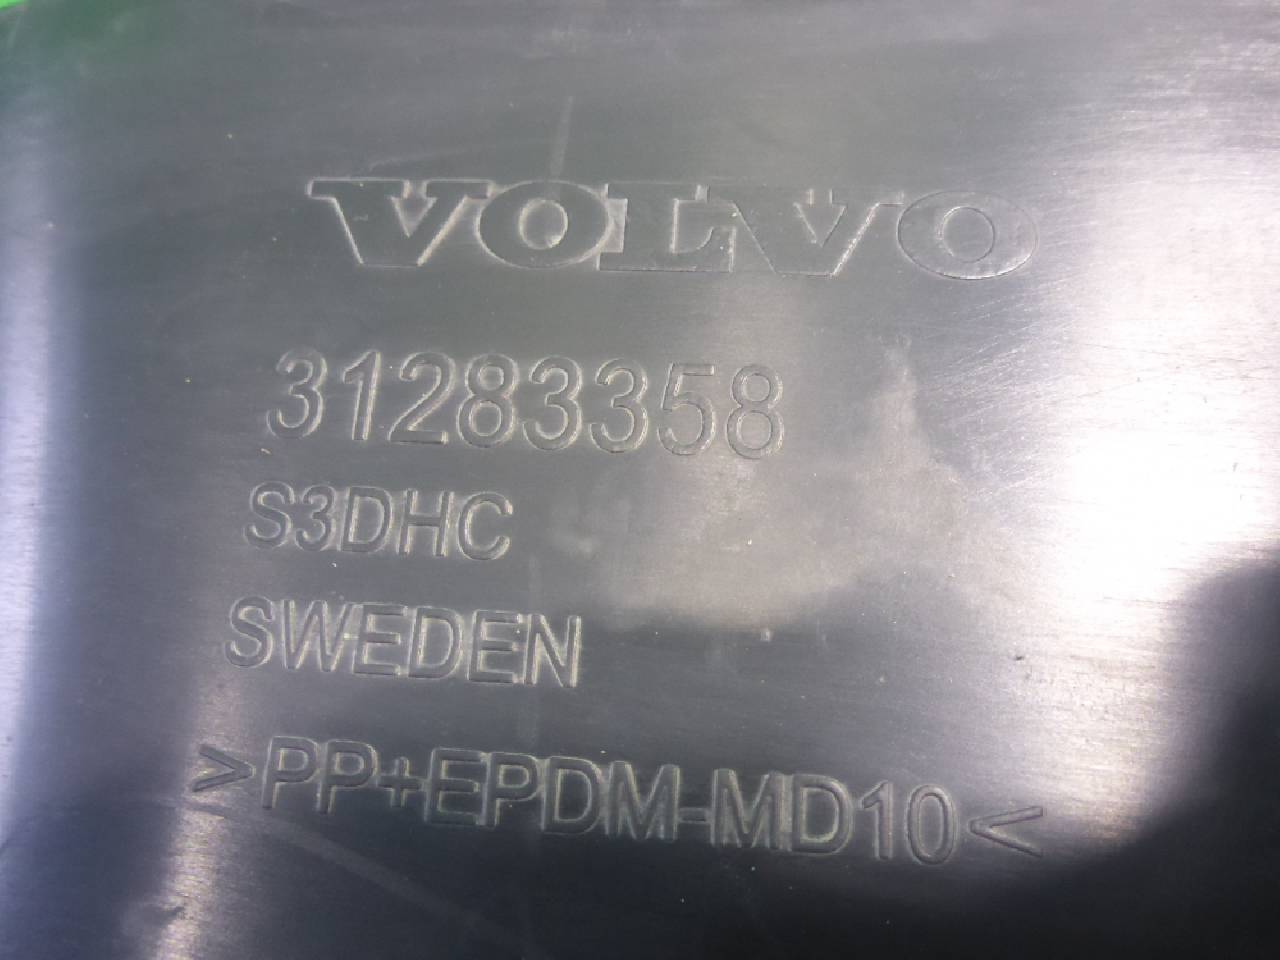 VOLVO
31283358
S3DHC
SWEDEN
>PP+EPDM-MD10<